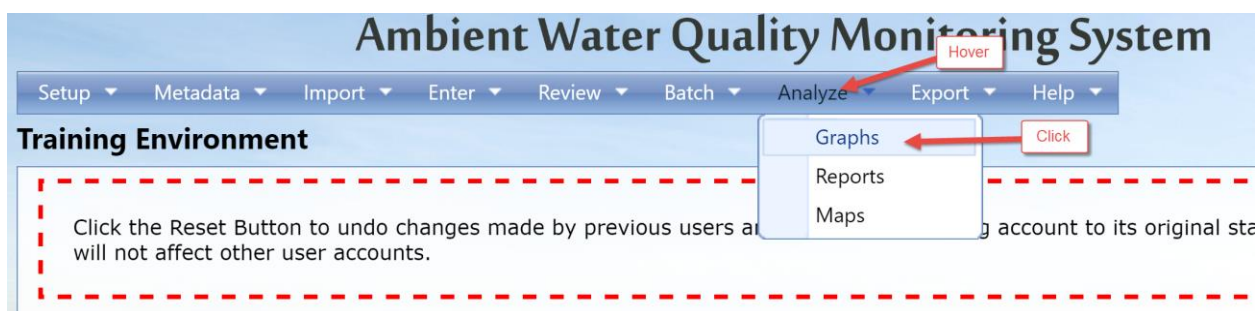 Ambient Water Quality Monitoring System
Hover
Setup Metadata Import Enter Review Batch Analyze Export Help
Training Environment
Graphs
Click
Reports
Maps
Click the Reset Button to undo changes made by previous users account to its original
will not affect other user accounts.